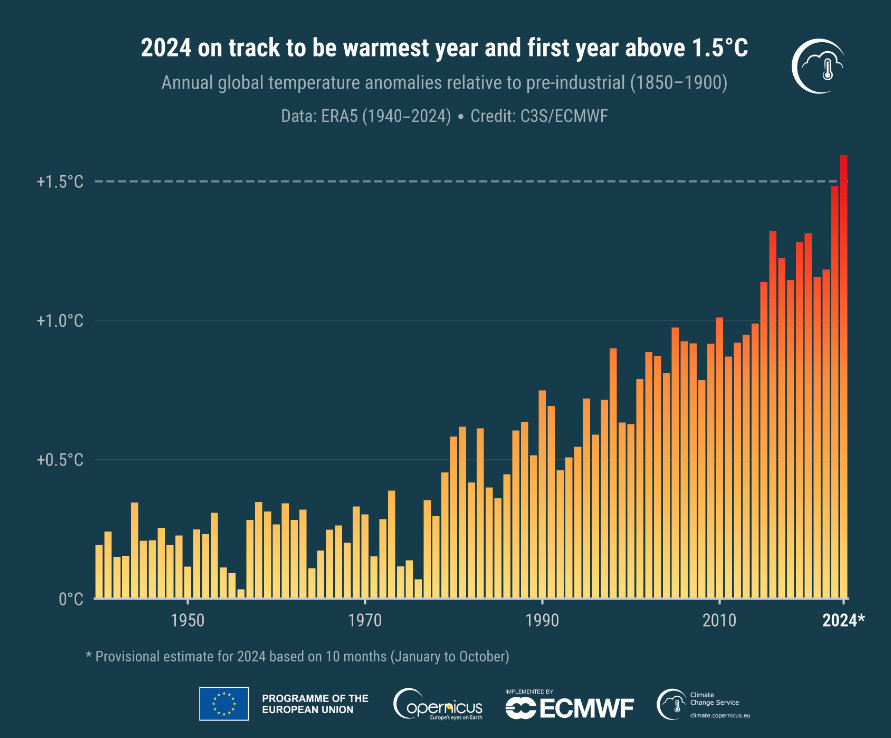 2024 on track to be warmest year and first year above 1.5°C
Annual global temperature anomalies relative to pre-industrial (1850–1900)
Data: ERA5 (1940–2024) • Credit: C3S/ECMWF
+1.5°C
+1.0°C
+0.5°C
0°C
1950 1970 1990 2010 2024*
* Provisional estimate for 2024 based on 10 months (January to October)
PROGRAMME OF THE
EUROPEAN UNION
Copernicus
Europe's eyes on Earth
IMPLEMENTED BY
ECMWF
Climate
Change Service
climate.copernicus.eu